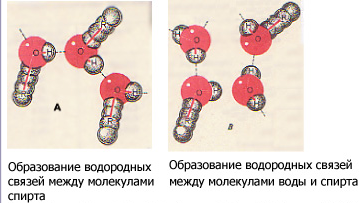 R
H
H
H
R
A
R
H
H
H
R
B
Образование водородных
связей между молекулами
спирта
Образование водородных связей
между молекулами воды и спирта